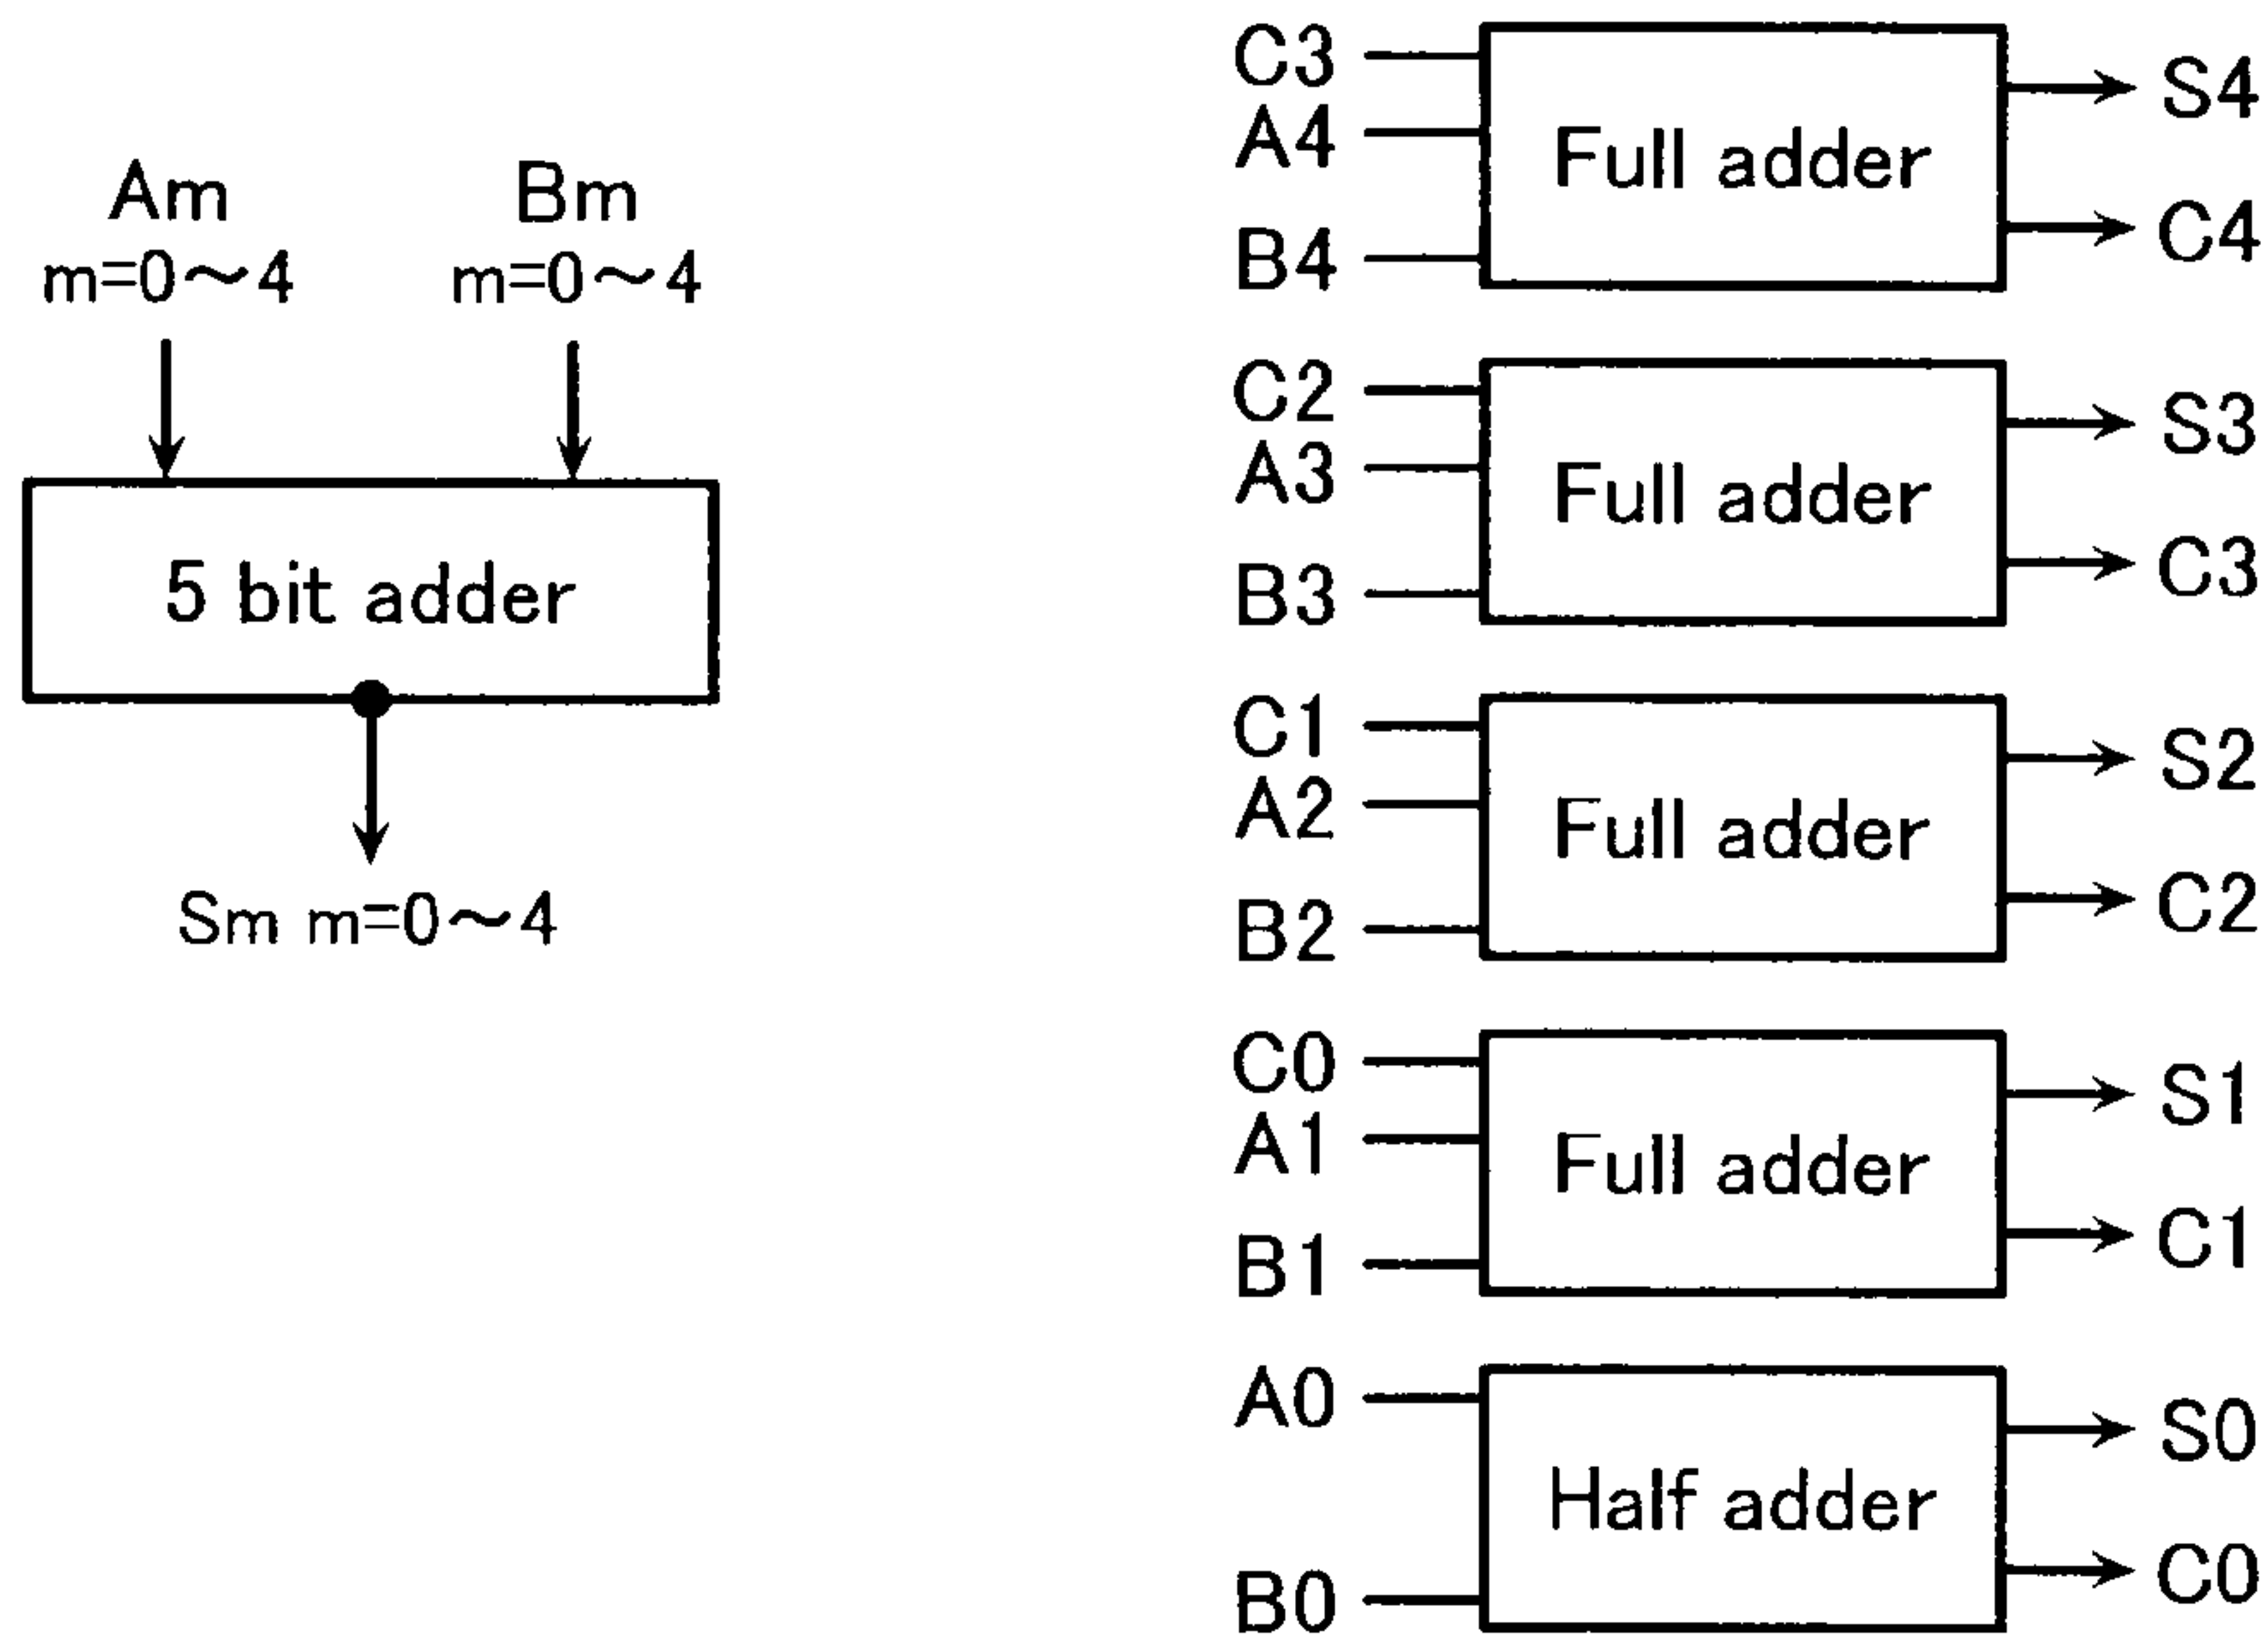 Am
Bm
m=0～4
m=0～4
5 bit adder
Sm m=0～4
C3
A4
B4
Full adder
S4
C4
C2
A3
B3
Full adder
S3
C3
C1
A2
B2
Full adder
S2
C2
C0
A1
B1
Full adder
S1
C1
A0
B0
Half adder
S0
C0